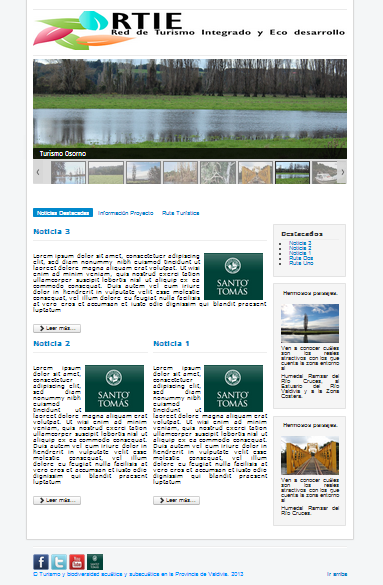 ORTIE
Red de Turismo Integrado y Eco desarrollo
Turismo Osorno
Noticias Destacadas
Información Proyecto
Ruta Turística
Noticia 3
Lorem ipsum dolor sit amet, consectetuer adipiscing
elit, sed diam nonummy nibh euismod tincidunt ut
laoreet dolore magna aliquam erat volutpat. Ut wisi
enim ad minim veniam, quis nostrud exerci tation
ullamcorper suscipit lobortis nisl ut aliquip ex ea
commodo consequat. Duis autem vel eum iriure
dolor in hendrerit in vulputate velit esse molestie
consequat, vel illum dolore eu feugiat nulla facilisis
at vero eros et accumsan et iusto odio dignissim qui blandit praesent
luptatum
SANTO
TOMÁS
Leer más...
Noticia 2
Lorem ipsum
dolor sit amet,
consectetuer
adipiscing elit,
sed diam
nonummy nibh
euismod
tincidunt ut
laoreet dolore magna aliquam erat
volutpat. Ut wisi enim ad minim
veniam, quis nostrud exerci tation
ullamcorper suscipit lobortis nisl ut
aliquip ex ea commodo consequat.
Duis autem vel eum iriure dolor in
hendrerit in vulputate velit esse
molestie consequat, vel illum dolore
eu feugiat nulla facilisis at vero
eros et accumsan et iusto odio
dignissim qui blandit praesent
luptatum
SANTO
TOMÁS
Leer más...
Noticia 1
Lorem ipsum
dolor sit amet,
consectetuer
adipiscing elit,
sed diam
nonummy nibh
euismod
tincidunt ut
laoreet dolore magna aliquam erat
volutpat. Ut wisi enim ad minim
veniam, quis nostrud exerci tation
ullamcorper suscipit lobortis nisl ut
aliquip ex ea commodo consequat.
Duis autem vel eum iriure dolor in
hendrerit in vulputate velit esse
molestie consequat, vel illum dolore
eu feugiat nulla facilisis at vero
eros et accumsan et iusto odio
dignissim qui blandit praesent
luptatum
SANTO
TOMÁS
Leer más...
Destacados
Noticia 3
Noticia 2
Noticia 1
Ruta Dos
Ruta Uno
Hermosos paisajes.
Ven a conocer cuáles
son los reales
atractivos con los que
cuenta la zona entorno
al
Humedal Ramsar del
Río Cruces, al
Estuario del Río
Valdivia y a la Zona
Costera.
Hermosos paisajes.
Ven a conocer cuáles
son los reales
atractivos con los que
cuenta la zona entorno
al
Humedal Ramsar del
Río Cruces.
© Turismo y biodiversidad acuática y subacuática en la Provincia de Valdivia. 2013
Ir arriba